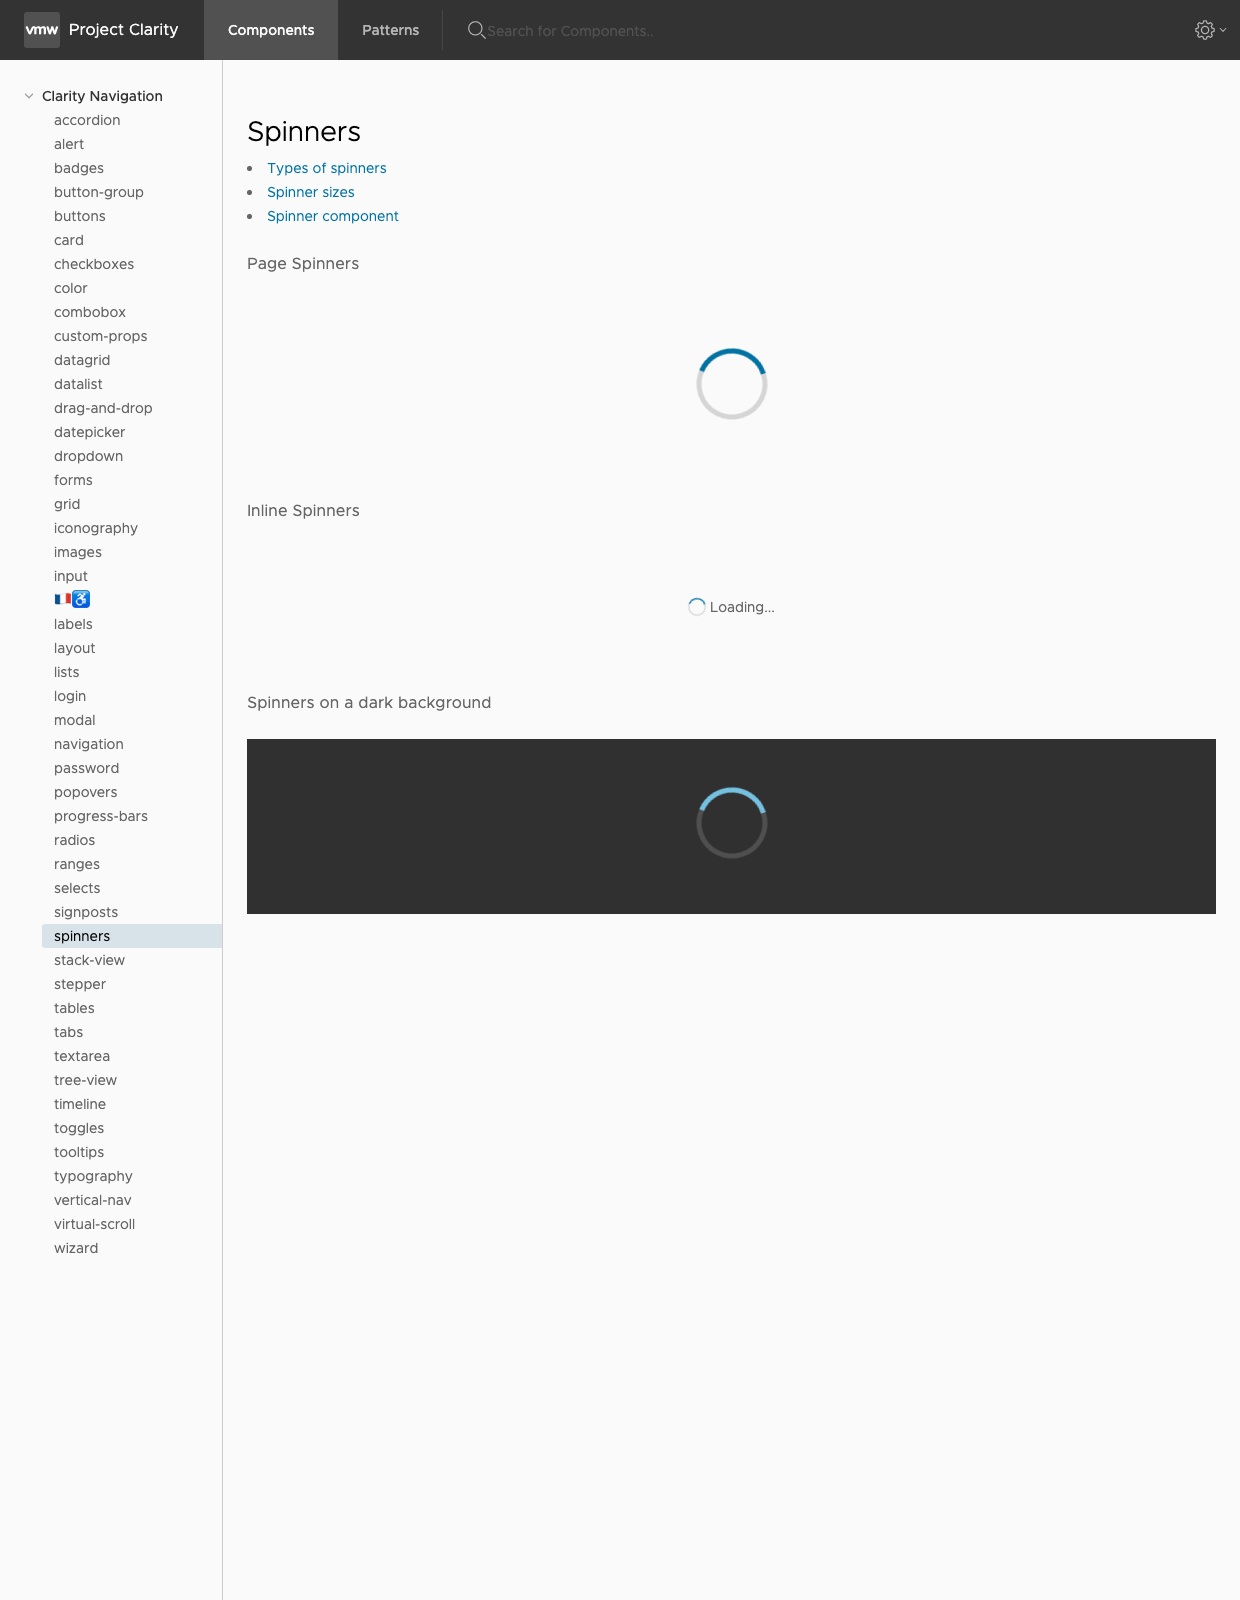 vmw Project Clarity Components Patterns Search for Components..
Clarity Navigation
accordion
alert
badges
button-group
buttons
card
checkboxes
color
combobox
custom-props
datagrid
datalist
drag-and-drop
datepicker
dropdown
forms
grid
iconography
images
input
🇫🇷♿
labels
layout
lists
login
modal
navigation
password
popovers
progress-bars
radios
ranges
selects
signposts
spinners
stack-view
stepper
tables
tabs
textarea
tree-view
timeline
toggles
tooltips
typography
vertical-nav
virtual-scroll
wizard
Spinners
Types of spinners
Spinner sizes
Spinner component
Page Spinners
Inline Spinners
Loading...
Spinners on a dark background